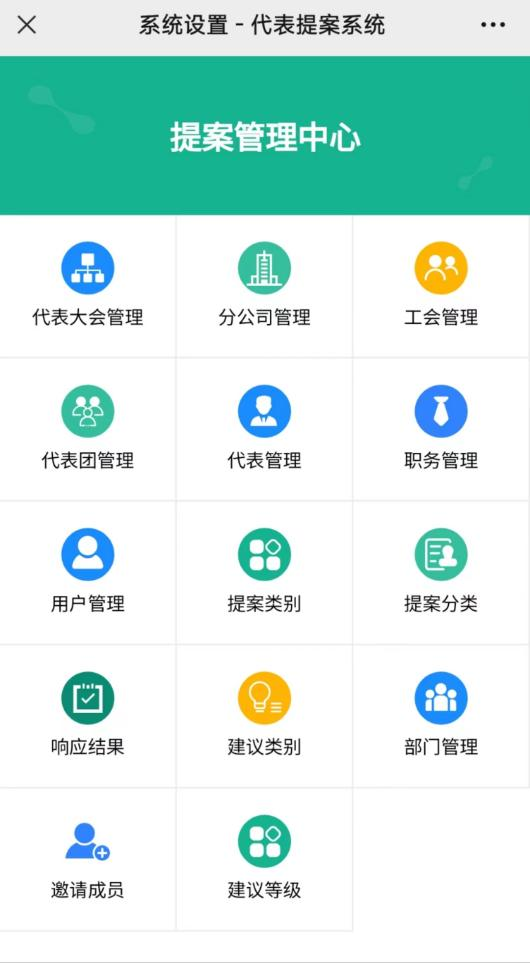 系统设置 - 代表提案系统
提案管理中心
代表大会管理
分公司管理
工会管理
代表团管理
代表管理
职务管理
用户管理
提案类别
提案分类
响应结果
建议类别
部门管理
邀请成员
建议等级